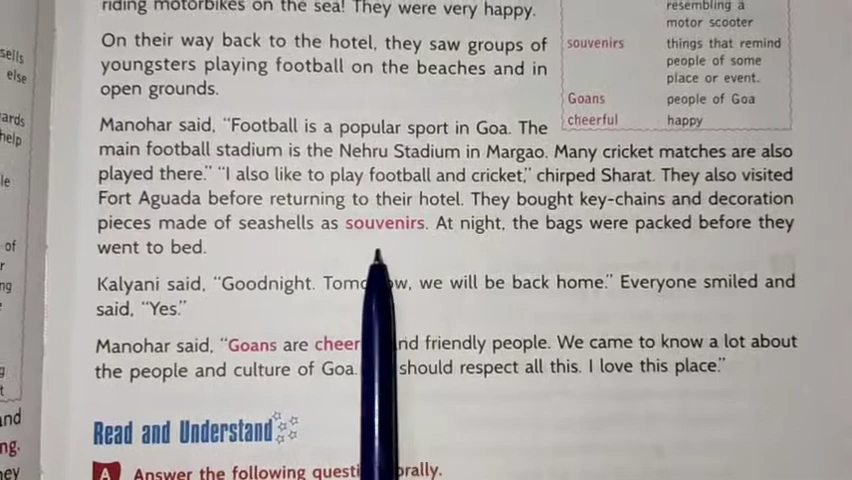 riding motorbikes on the sea! They were very happy.
On their way back to the hotel, they saw groups of
youngsters playing football on the beaches and in
open grounds.
resembling a
motor scooter
souvenirs things that remind
people of some
place or event.
Goans people of Goa
cheerful happy
Manohar said, “Football is a popular sport in Goa. The
main football stadium is the Nehru Stadium in Margao. Many cricket matches are also
played there.” “I also like to play football and cricket,” chirped Sharat. They also visited
Fort Aguada before returning to their hotel. They bought key-chains and decoration
pieces made of seashells as souvenirs. At night, the bags were packed before they
went to bed.
Kalyani said, “Goodnight. we will be back home.” Everyone smiled and
said, “Yes.”
Manohar said, “Goans are and friendly people. We came to know a lot about
the people and culture of Goa. should respect all this. I love this place.”
Read and Understand
A Answer the following orally.
sells
else
help
of